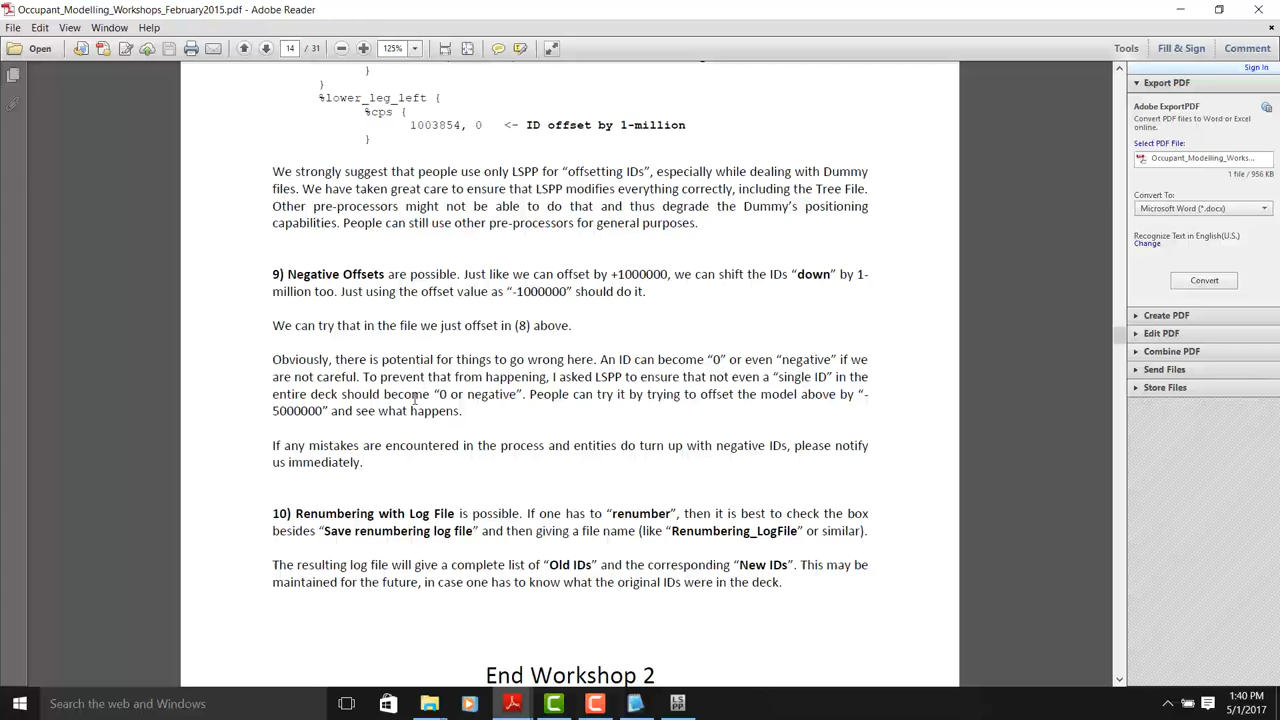 Occupant_Modelling_Workshops_February2015.pdf - Adobe Reader
File Edit View Window Help
Open 14 / 31 125% Tools Fill & Sign Comment
Sign In
}
}
%lower_leg_left {
%cps {
1003854, 0 <- ID offset by 1-million
}
We strongly suggest that people use only LSPP for “offsetting IDs”, especially while dealing with Dummy
files. We have taken great care to ensure that LSPP modifies everything correctly, including the Tree File.
Other pre-processors might not be able to do that and thus degrade the Dummy’s positioning
capabilities. People can still use other pre-processors for general purposes.
9) Negative Offsets are possible. Just like we can offset by +1000000, we can shift the IDs “down” by 1-
million too. Just using the offset value as “-1000000” should do it.
We can try that in the file we just offset in (8) above.
Obviously, there is potential for things to go wrong here. An ID can become “0” or even “negative” if we
are not careful. To prevent that from happening, I asked LSPP to ensure that not even a “single ID” in the
entire deck should become “0 or negative”. People can try it by trying to offset the model above by “-
5000000” and see what happens.
If any mistakes are encountered in the process and entities do turn up with negative IDs, please notify
us immediately.
10) Renumbering with Log File is possible. If one has to “renumber”, then it is best to check the box
besides “Save renumbering log file” and then giving a file name (like “Renumbering_LogFile” or similar).
The resulting log file will give a complete list of “Old IDs” and the corresponding “New IDs”. This may be
maintained for the future, in case one has to know what the original IDs were in the deck.
End Workshop 2
Export PDF
Adobe ExportPDF
Convert PDF files to Word or Excel
online.
Select PDF File:
Occupant_Modelling_Works...
1 file / 956 KB
Convert To:
Microsoft Word (*.docx)
Recognize Text in English(U.S.)
Change
Convert
Create PDF
Edit PDF
Combine PDF
Send Files
Store Files
Search the web and Windows
LS
PP
1:40 PM
5/1/2017